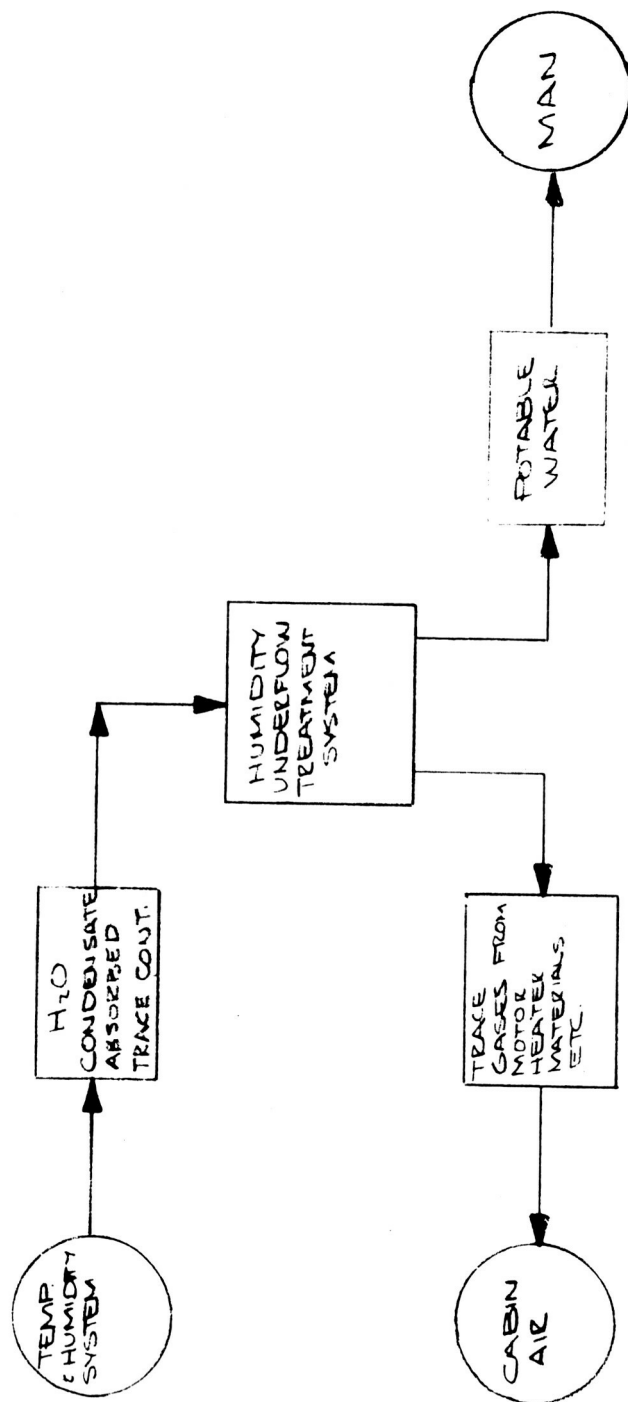 TEMP.
& HUMIDITY
SYSTEM
H₂O
CONDENSATE
ABSORBED
TRACE CONT.
HUMIDITY
UNDERFLOW
TREATMENT
SYSTEM
TRACE
GASES FROM
MOTOR
HEATER
MATERIALS
ETC.
CABIN
AIR
POTABLE
WATER
MAN